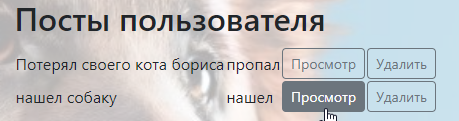 Посты пользователя
Потерял своего кота бориса пропал Просмотр Удалить
нашел собаку нашел Просмотр Удалить